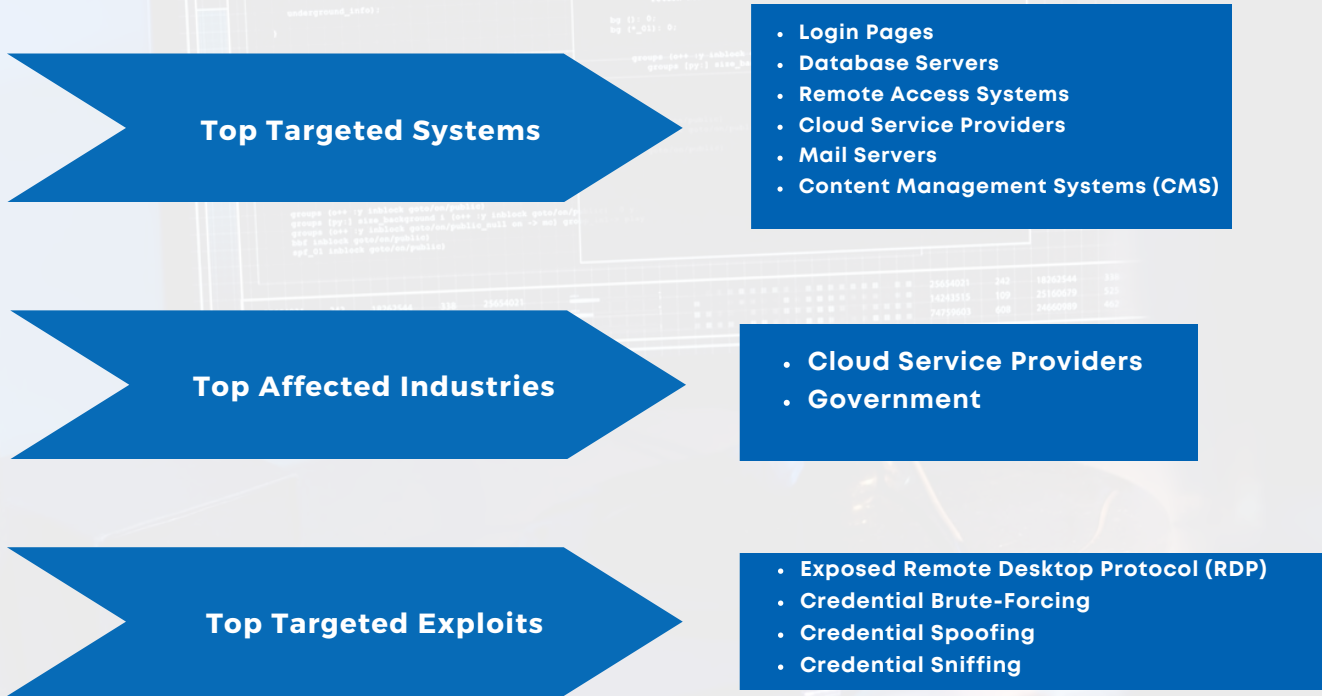 Top Targeted Systems
• Login Pages
• Database Servers
• Remote Access Systems
• Cloud Service Providers
• Mail Servers
• Content Management Systems (CMS)
Top Affected Industries
• Cloud Service Providers
• Government
Top Targeted Exploits
• Exposed Remote Desktop Protocol (RDP)
• Credential Brute-Forcing
• Credential Spoofing
• Credential Sniffing